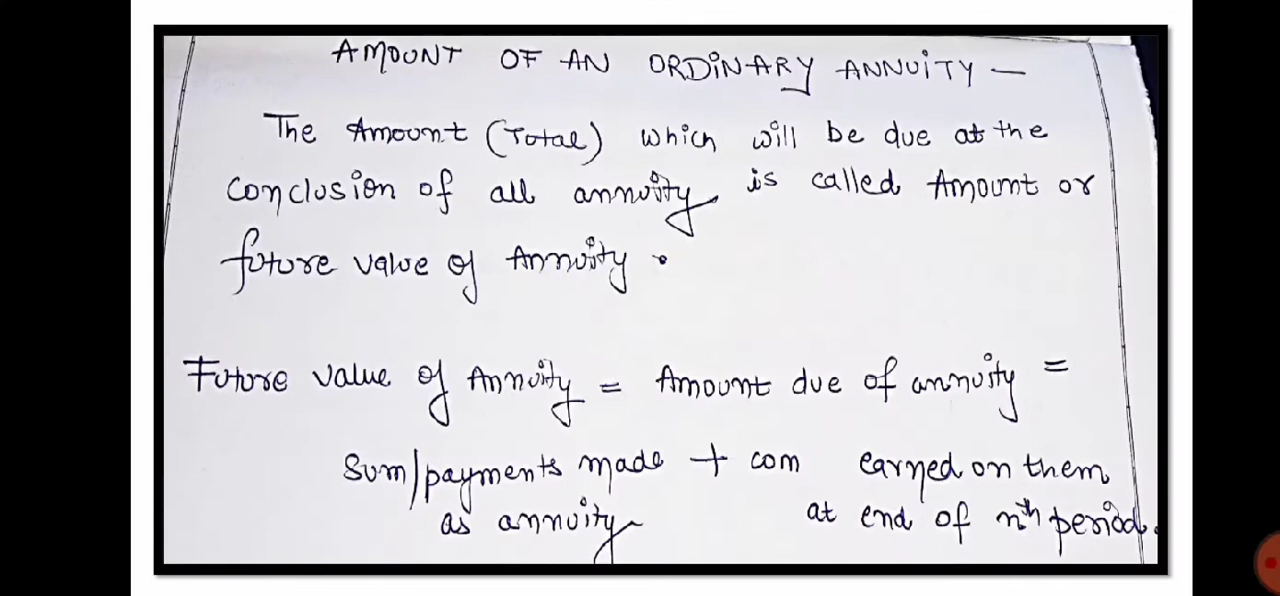 AMOUNT OF AN ORDINARY ANNUITY —
The Amount (Total) which will be due at the
conclusion of all annuity is called Amount or
future value of Annuity.
Future value of Annuity = Amount due of annuity =
Sum/payments made + com earned on them
as annuity at end of nth period.